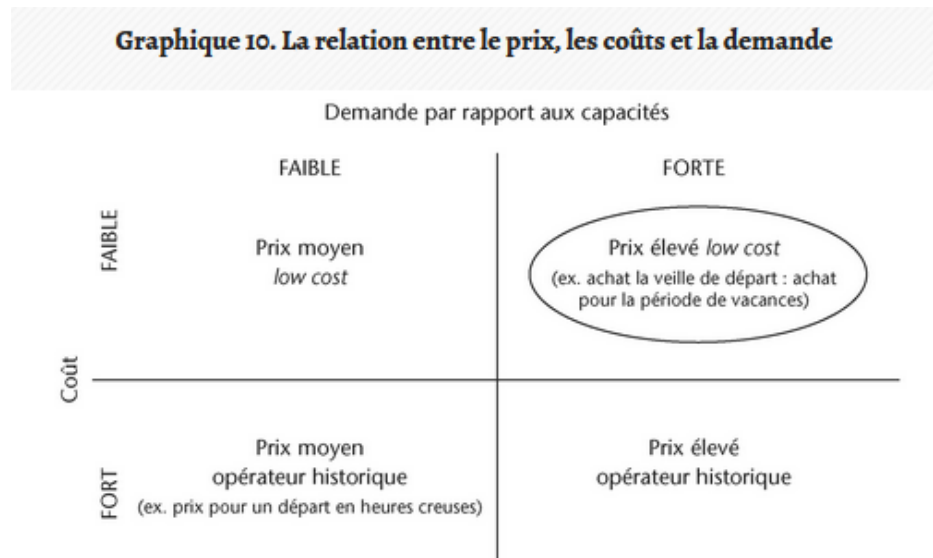 Graphique 10. La relation entre le prix, les coûts et la demande
Demande par rapport aux capacités
FAIBLE
FORTE
FAIBLE
Prix moyen
low cost
Prix élevé low cost
(ex. achat la veille de départ : achat
pour la période de vacances)
Coût
FORT
Prix moyen
opérateur historique
(ex. prix pour un départ en heures creuses)
Prix élevé
opérateur historique